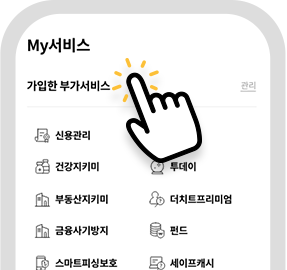 My서비스
가입한 부가서비스 관리
신용관리
건강지키미 투데이
부동산지키미 더치트프리미엄
금융사기방지 펀드
스마트피싱보호 세이프캐시